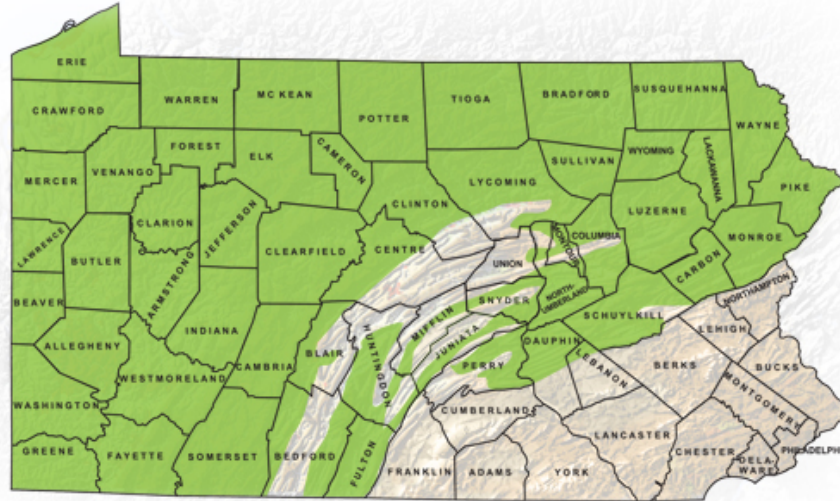 ERIE
CRAWFORD
WARREN
MC KEAN
POTTER
TIOGA
BRADFORD
SUSQUEHANNA
WAYNE
FOREST
ELK
CAMERON
SULLIVAN
WYOMING
LACKAWANNA
MERCER
VENANGO
CLINTON
LYCOMING
PIKE
LAWRENCE
CLARION
JEFFERSON
CLEARFIELD
CENTRE
UNION
MONTOUR
COLUMBIA
LUZERNE
MONROE
BUTLER
ARMSTRONG
CARBON
BEAVER
INDIANA
MIFFLIN
SNYDER
NORTH-
UMBERLAND
SCHUYLKILL
NORTHAMPTON
ALLEGHENY
CAMBRIA
BLAIR
HUNTINGDON
JUNIATA
PERRY
DAUPHIN
LEBANON
BERKS
LEHIGH
BUCKS
WESTMORELAND
WASHINGTON
CUMBERLAND
LANCASTER
MONTGOMERY
GREENE
FAYETTE
SOMERSET
BEDFORD
FULTON
FRANKLIN
ADAMS
YORK
CHESTER
DELA-
WARE
PHILADELPHI